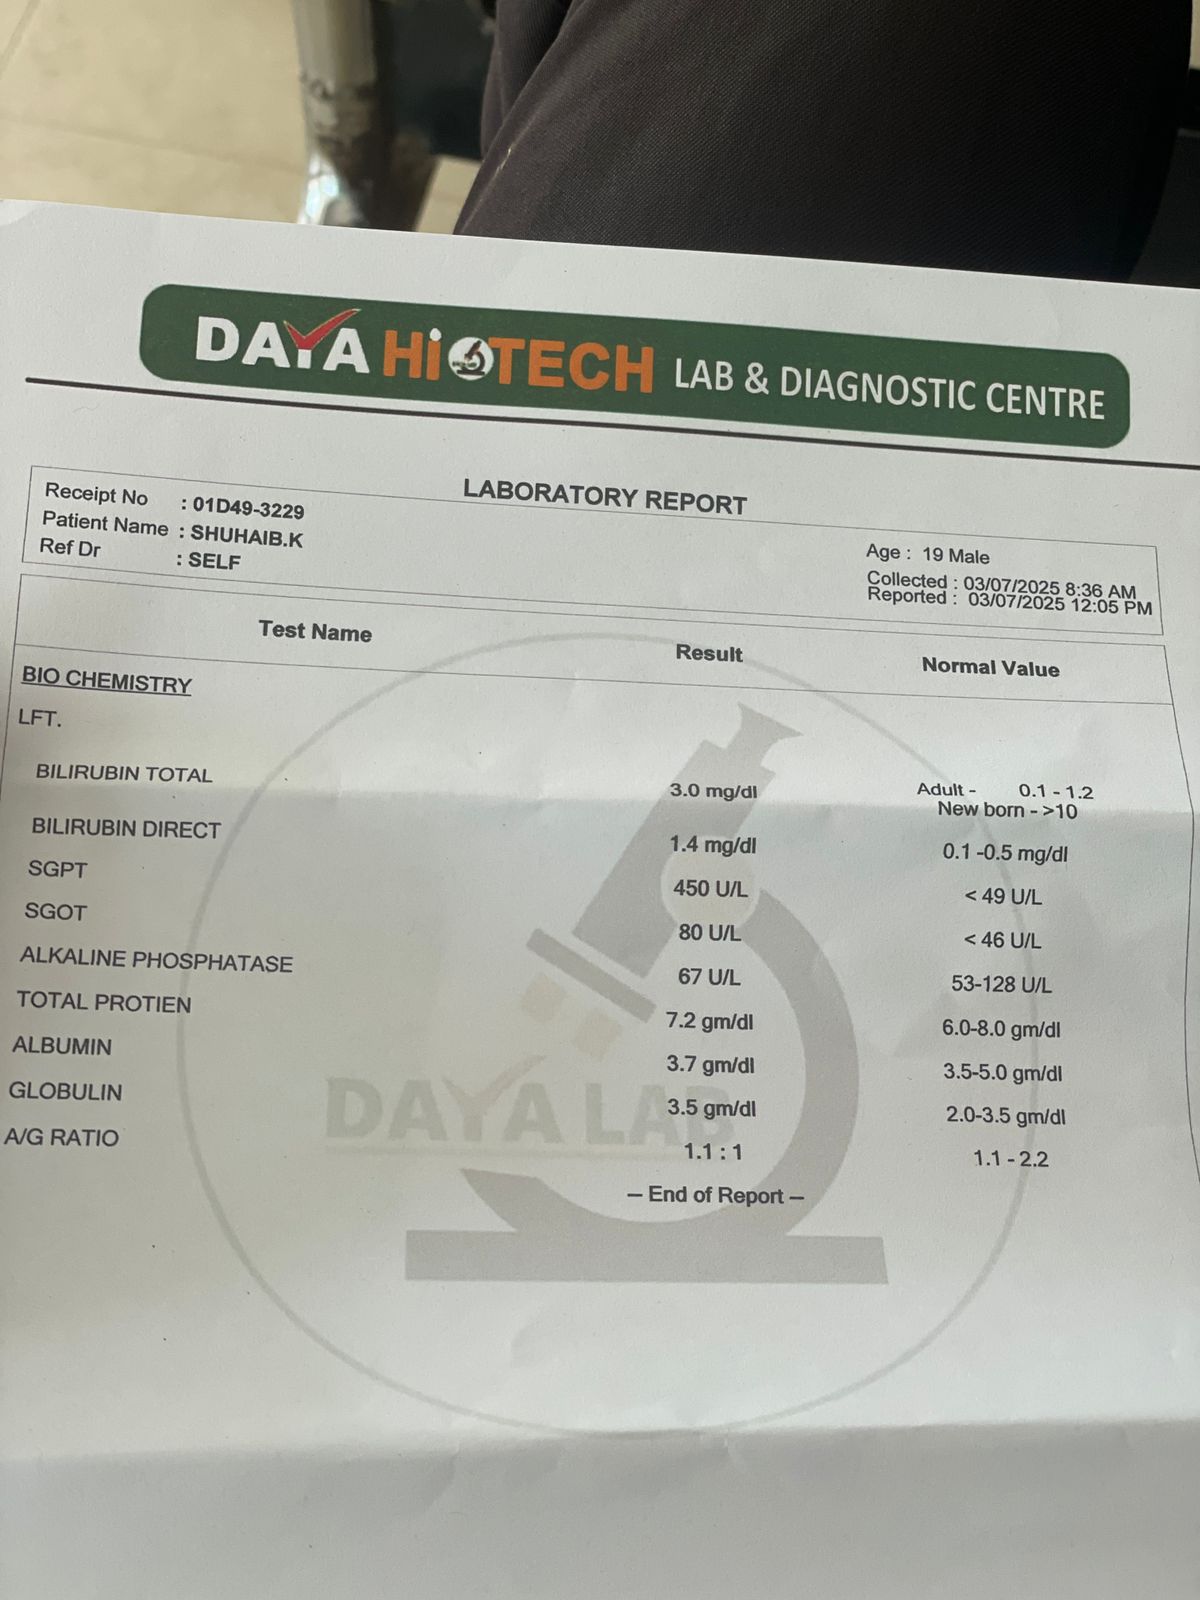 DAYA HiTECH LAB & DIAGNOSTIC CENTRE
LABORATORY REPORT
Receipt No : 01D49-3229
Patient Name : SHUHAIB.K
Ref Dr : SELF
Age : 19 Male
Collected : 03/07/2025 8:36 AM
Reported : 03/07/2025 12:05 PM
Test Name Result Normal Value
BIO CHEMISTRY
LFT.
BILIRUBIN TOTAL 3.0 mg/dl Adult - 0.1 - 1.2
New born - >10
BILIRUBIN DIRECT 1.4 mg/dl 0.1 -0.5 mg/dl
SGPT 450 U/L < 49 U/L
SGOT 80 U/L < 46 U/L
ALKALINE PHOSPHATASE 67 U/L 53-128 U/L
TOTAL PROTIEN 7.2 gm/dl 6.0-8.0 gm/dl
ALBUMIN 3.7 gm/dl 3.5-5.0 gm/dl
GLOBULIN 3.5 gm/dl 2.0-3.5 gm/dl
A/G RATIO 1.1 : 1 1.1 - 2.2
DAYA LAB
-- End of Report --